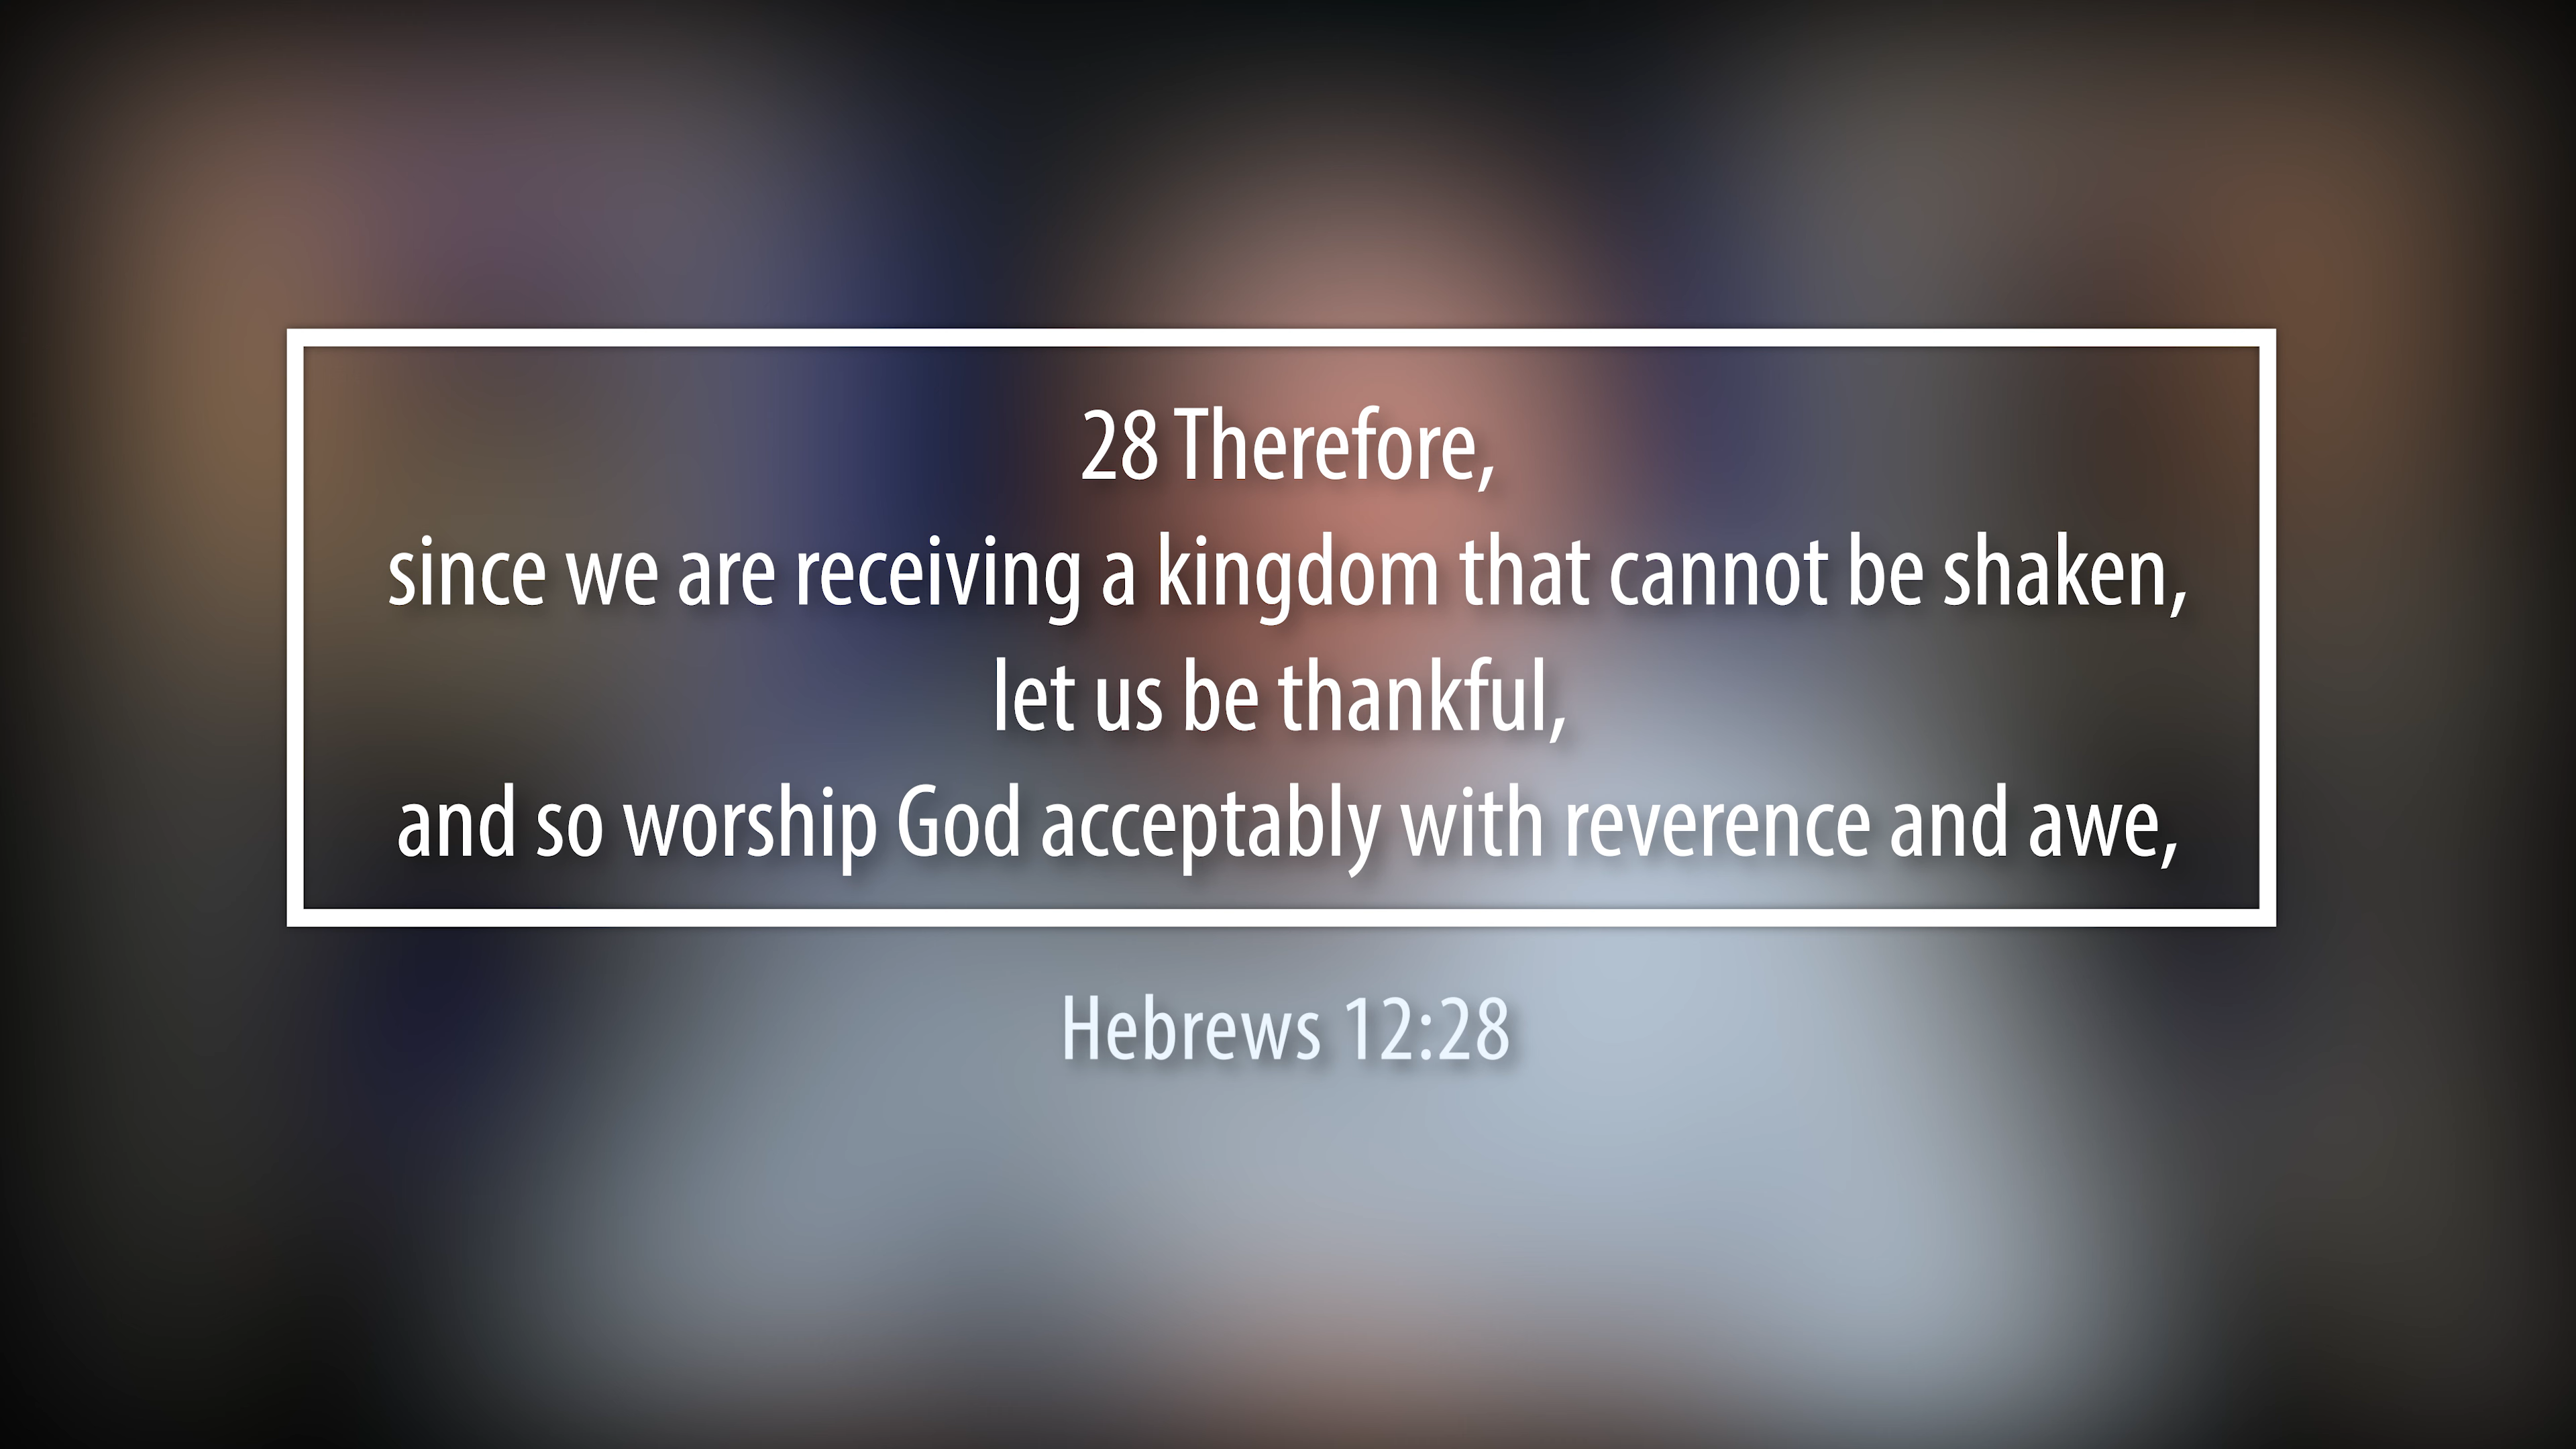 28 Therefore,
since we are receiving a kingdom that cannot be shaken,
let us be thankful,
and so worship God acceptably with reverence and awe,
Hebrews 12:28